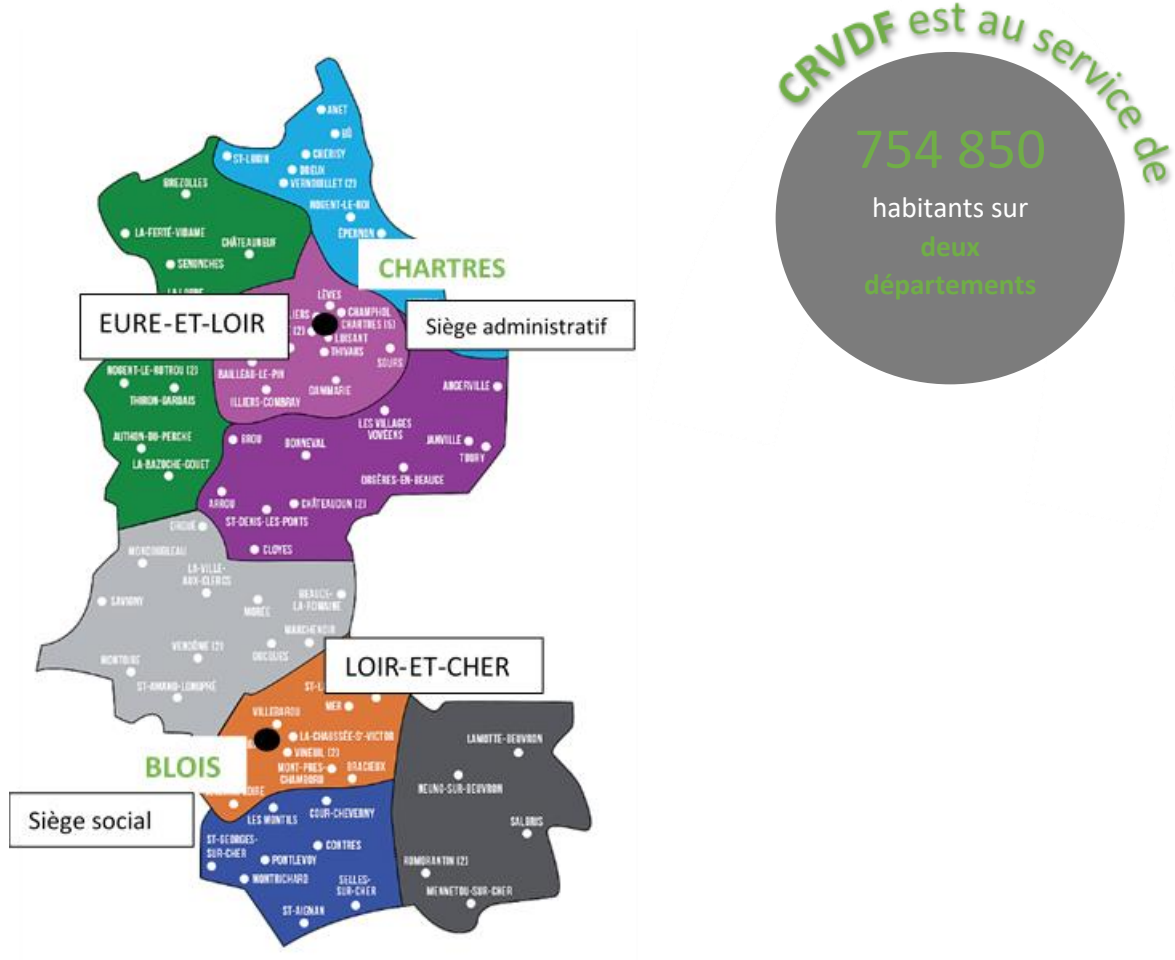 CRVDF est au service de
754 850
habitants sur
deux
départements
ANET
BÛ
ST-LUBIN
CHERISY
DREUX
VERNOUILLET (2)
BREZOLLES
NOGENT-LE-ROI
LA-FERTÉ-VIDAME
ÉPERNON
CHÂTEAUNEUF
SENONCHES
CHARTRES
LÈVES
EURE-ET-LOIR
CHAMPHOL
CHARTRES (5)
Siège administratif
(2)
LUISANT
THIVARS
SOURS
NOGENT-LE-ROTROU (2)
BAILLEAU-LE-PIN
THIRON-GARDAIS
DAMMARIE
ANGERVILLE
ILLIERS-COMBRAY
LES VILLAGES
VOVÉENS
AUTHON-DU-PERCHE
BROU
BONNEVAL
JANVILLE
TOURY
LA-BAZOCHE-GOUET
ORGÈRES-EN-BEAUCE
ARROU
CHÂTEAUDUN (2)
ST-DENIS-LES-PONTS
DROUÉ
CLOYES
MONDOUBLEAU
LA-VILLE-
AUX-CLERCS
SAVIGNY
BEAUCE-
LA-ROMAINE
MORÉE
MARCHENOIR
VENDÔME (2)
OUCQUES
MONTOIRE
LOIR-ET-CHER
ST-AMAND-LONGPRÉ
MER
VILLEBAROU
LA-CHAUSSÉE-ST-VICTOR
LAMOTTE-BEUVRON
VINEUIL (2)
BLOIS
MONT-PRES-
CHAMBORD
BRACIEUX
NEUNG-SUR-BEUVRON
LES MONTILS
COUR-CHEVERNY
Siège social
SALBRIS
ST-GEORGES-
SUR-CHER
CONTRES
PONTLEVOY
ROMORANTIN (2)
MONTRICHARD
SELLES-
SUR-CHER
MENNETOU-SUR-CHER
ST-AIGNAN